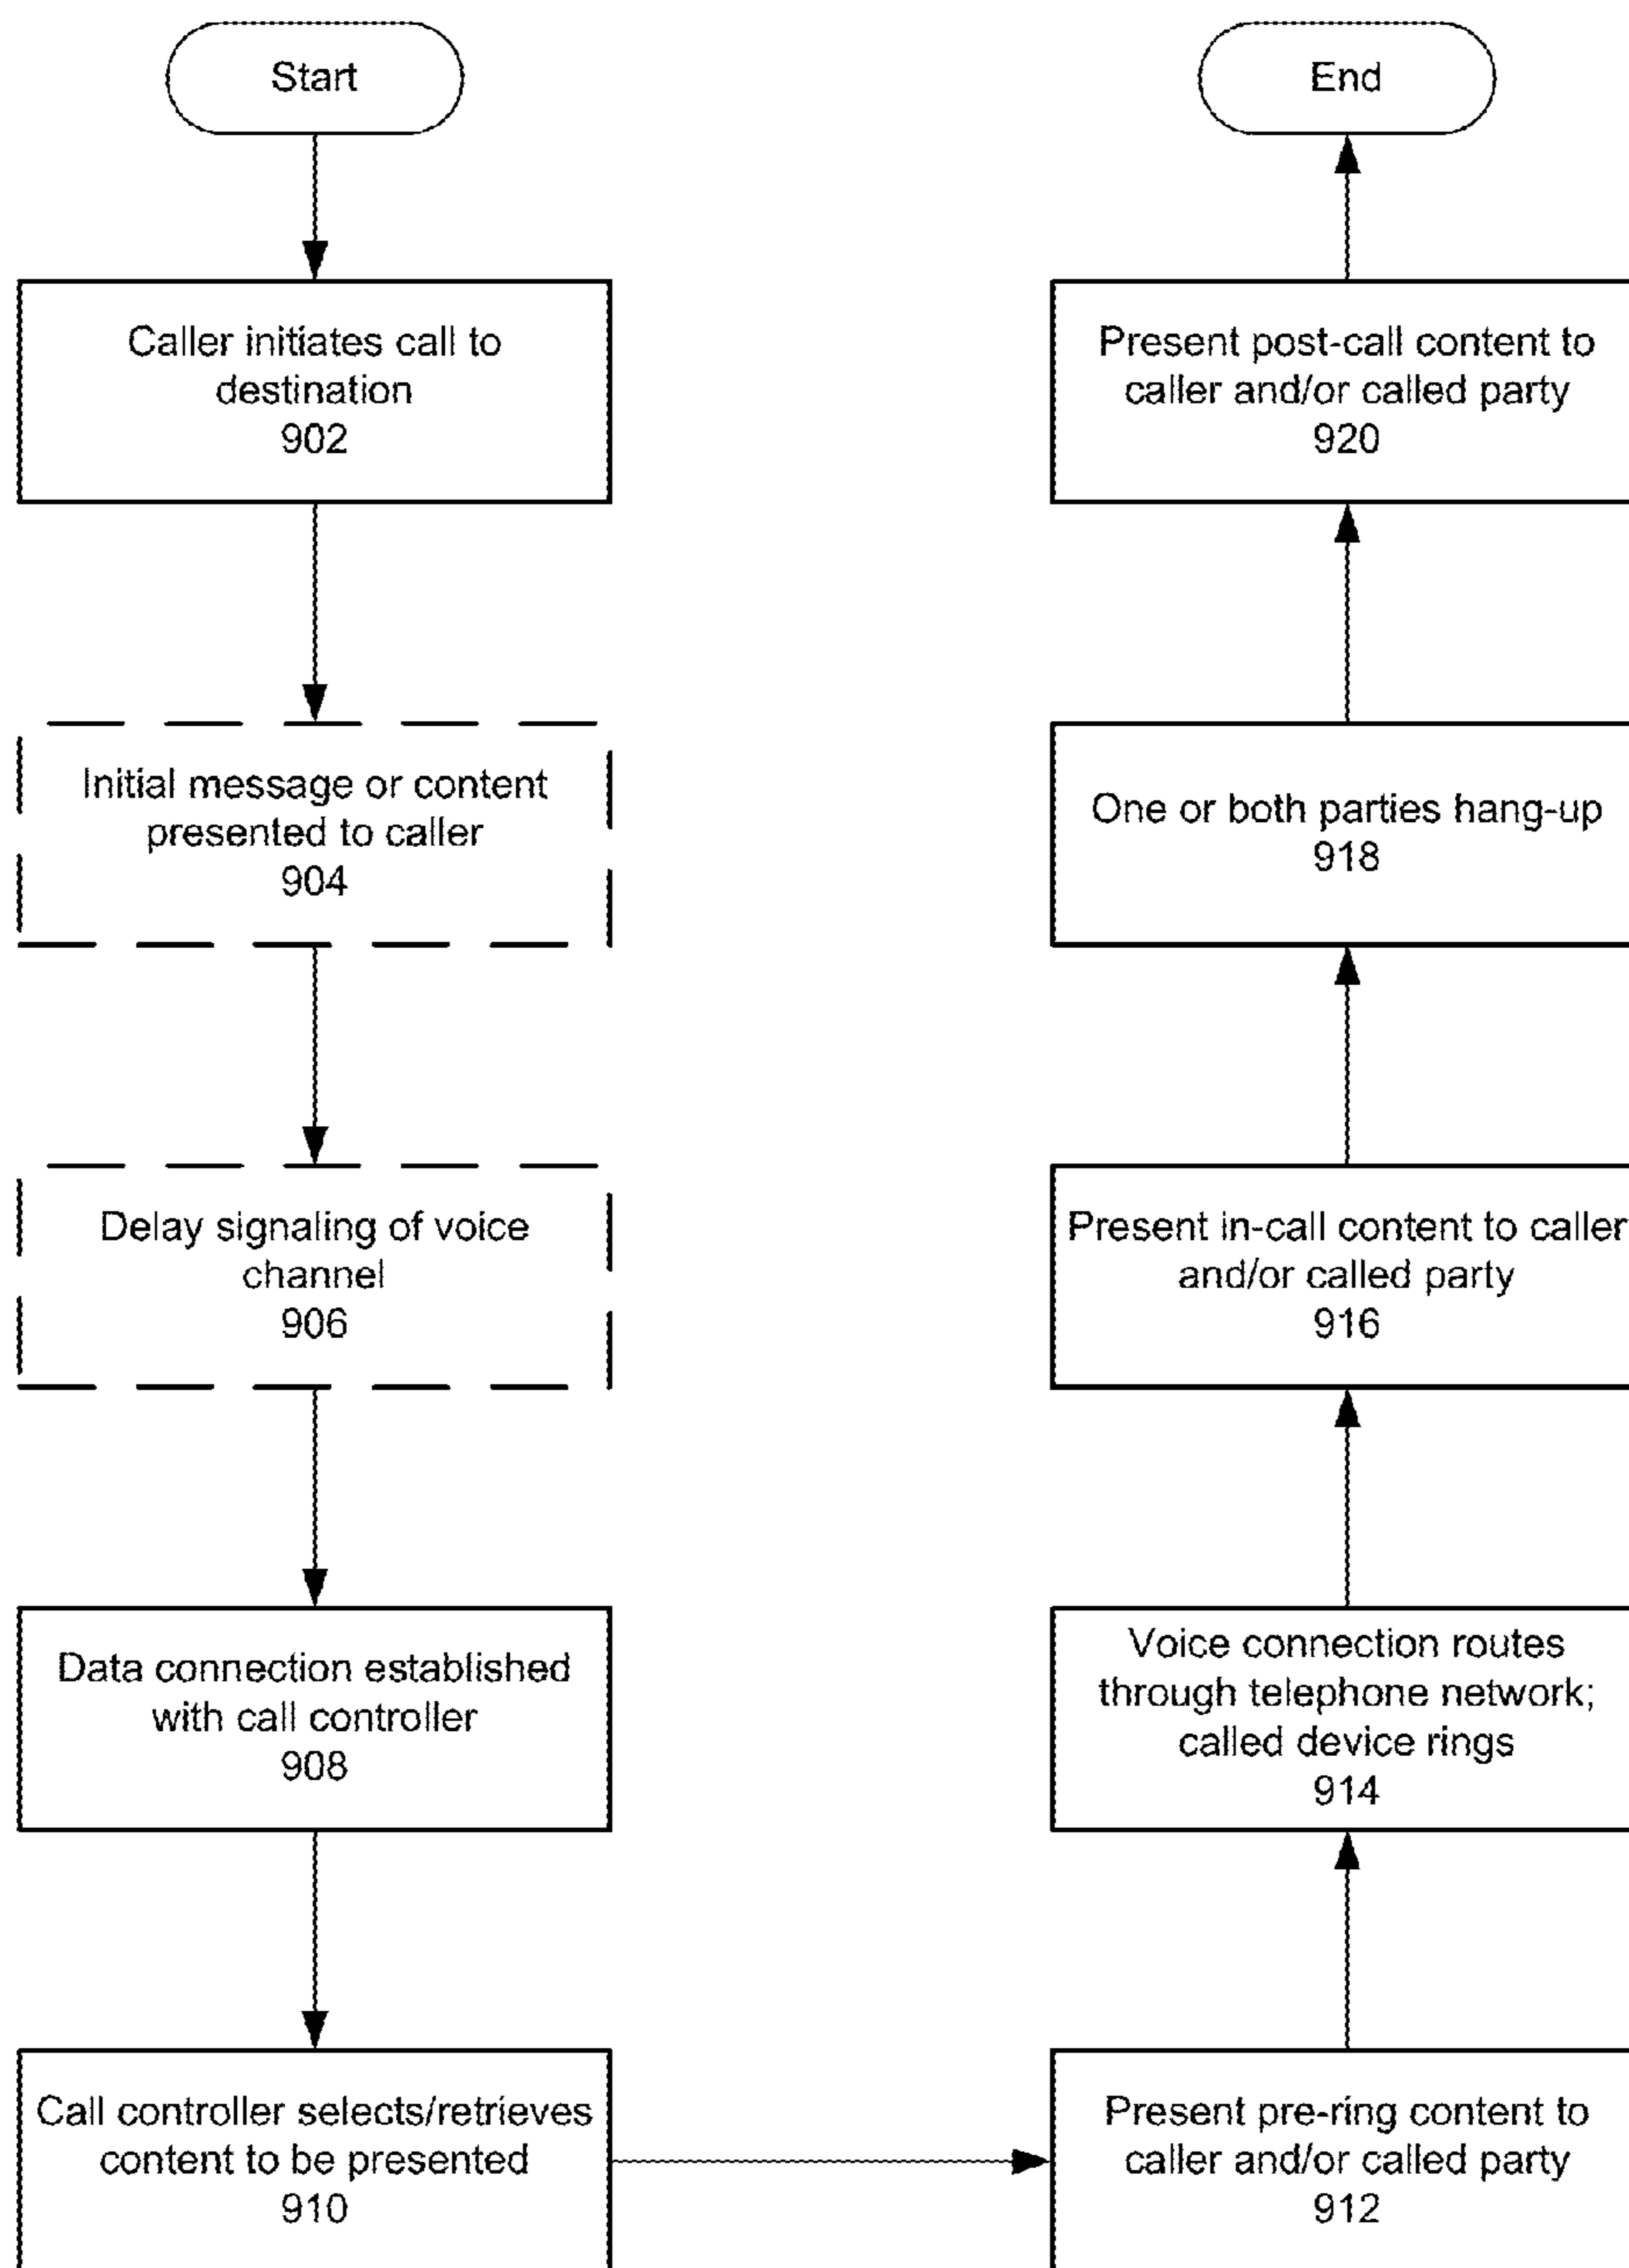 Start
Caller initiates call to
destination
902
Initial message or content
presented to caller
904
Delay signaling of voice
channel
906
Data connection established
with call controller
908
Call controller selects/retrieves
content to be presented
910
Present pre-ring content to
caller and/or called party
912
Voice connection routes
through telephone network;
called device rings
914
Present in-call content to caller
and/or called party
916
One or both parties hang-up
918
Present post-call content to
caller and/or called party
920
End